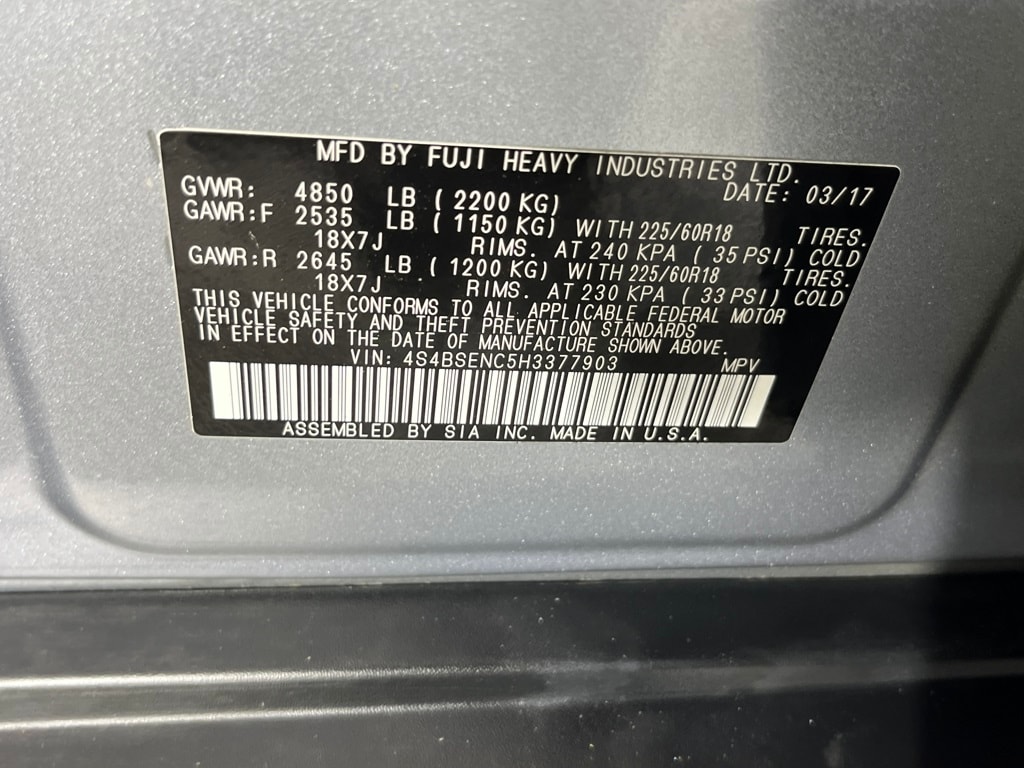 MFD BY FUJI HEAVY INDUSTRIES LTD.
DATE: 03/17
GVWR: 4850 LB ( 2200 KG)
GAWR:F 2535 LB ( 1150 KG) WITH 225/60R18 TIRES.
18X7J RIMS. AT 240 KPA ( 35 PSI) COLD
GAWR:R 2645 LB ( 1200 KG) WITH 225/60R18 TIRES.
18X7J RIMS. AT 230 KPA ( 33 PSI) COLD
THIS VEHICLE CONFORMS TO ALL APPLICABLE FEDERAL MOTOR
VEHICLE SAFETY AND THEFT PREVENTION STANDARDS
IN EFFECT ON THE DATE OF MANUFACTURE SHOWN ABOVE.
VIN: 4S4BSENC5H3377903 MPV
ASSEMBLED BY SIA INC. MADE IN U.S.A.